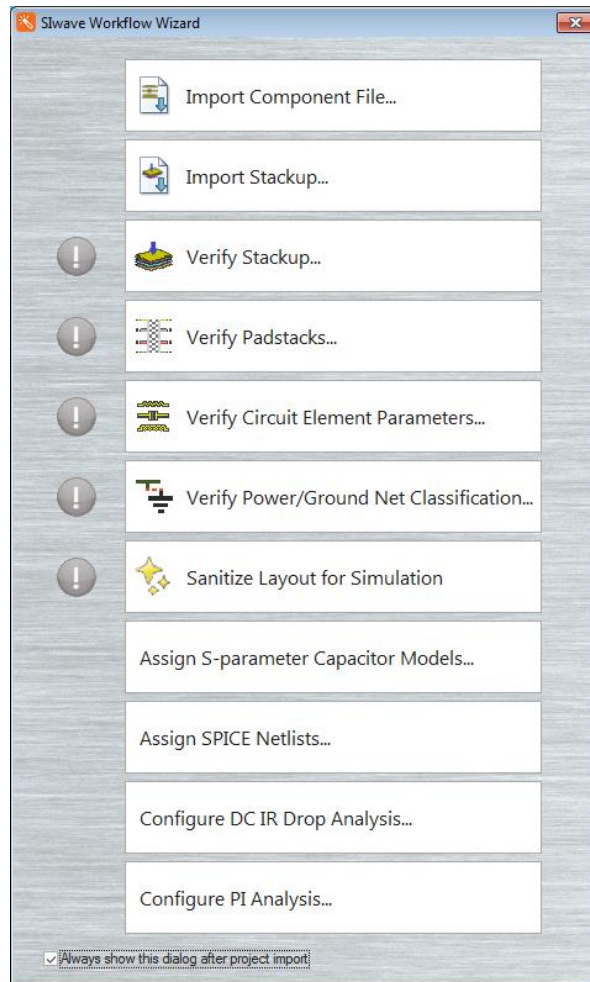 SIwave Workflow Wizard
Import Component File...
Import Stackup...
Verify Stackup...
Verify Padstacks...
Verify Circuit Element Parameters...
Verify Power/Ground Net Classification...
Sanitize Layout for Simulation
Assign S-parameter Capacitor Models...
Assign SPICE Netlists...
Configure DC IR Drop Analysis...
Configure PI Analysis...
Always show this dialog after project import